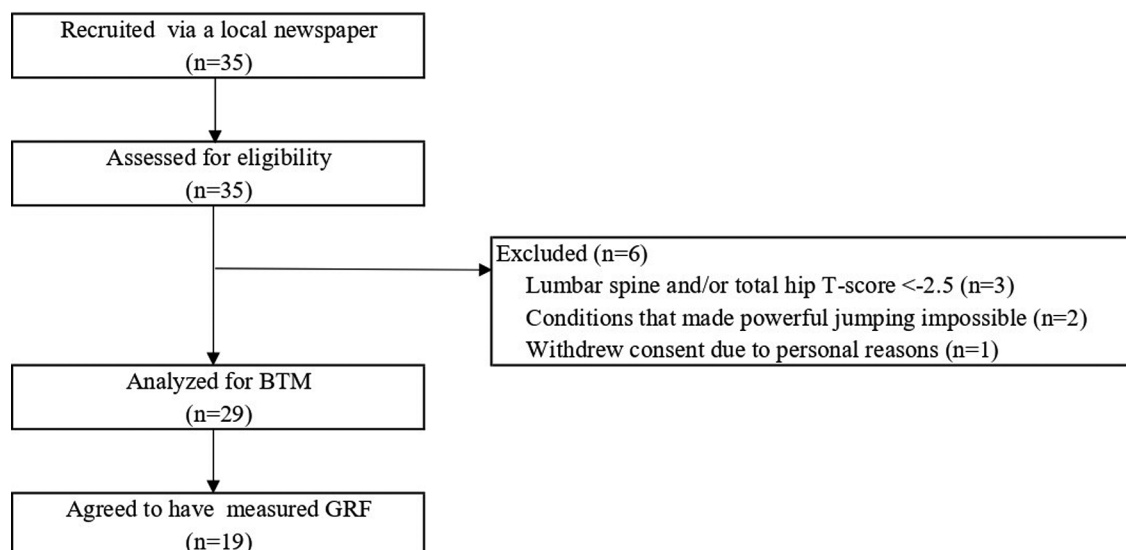 Recruited via a local newspaper
(n=35)
Assessed for eligibility
(n=35)
Excluded (n=6)
Lumbar spine and/or total hip T-score <-2.5 (n=3)
Conditions that made powerful jumping impossible (n=2)
Withdrew consent due to personal reasons (n=1)
Analyzed for BTM
(n=29)
Agreed to have measured GRF
(n=19)